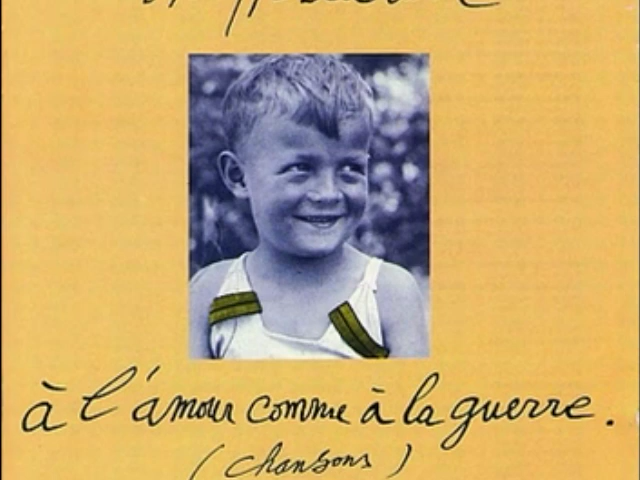 à l'amour comme à la guerre.
(chansons)